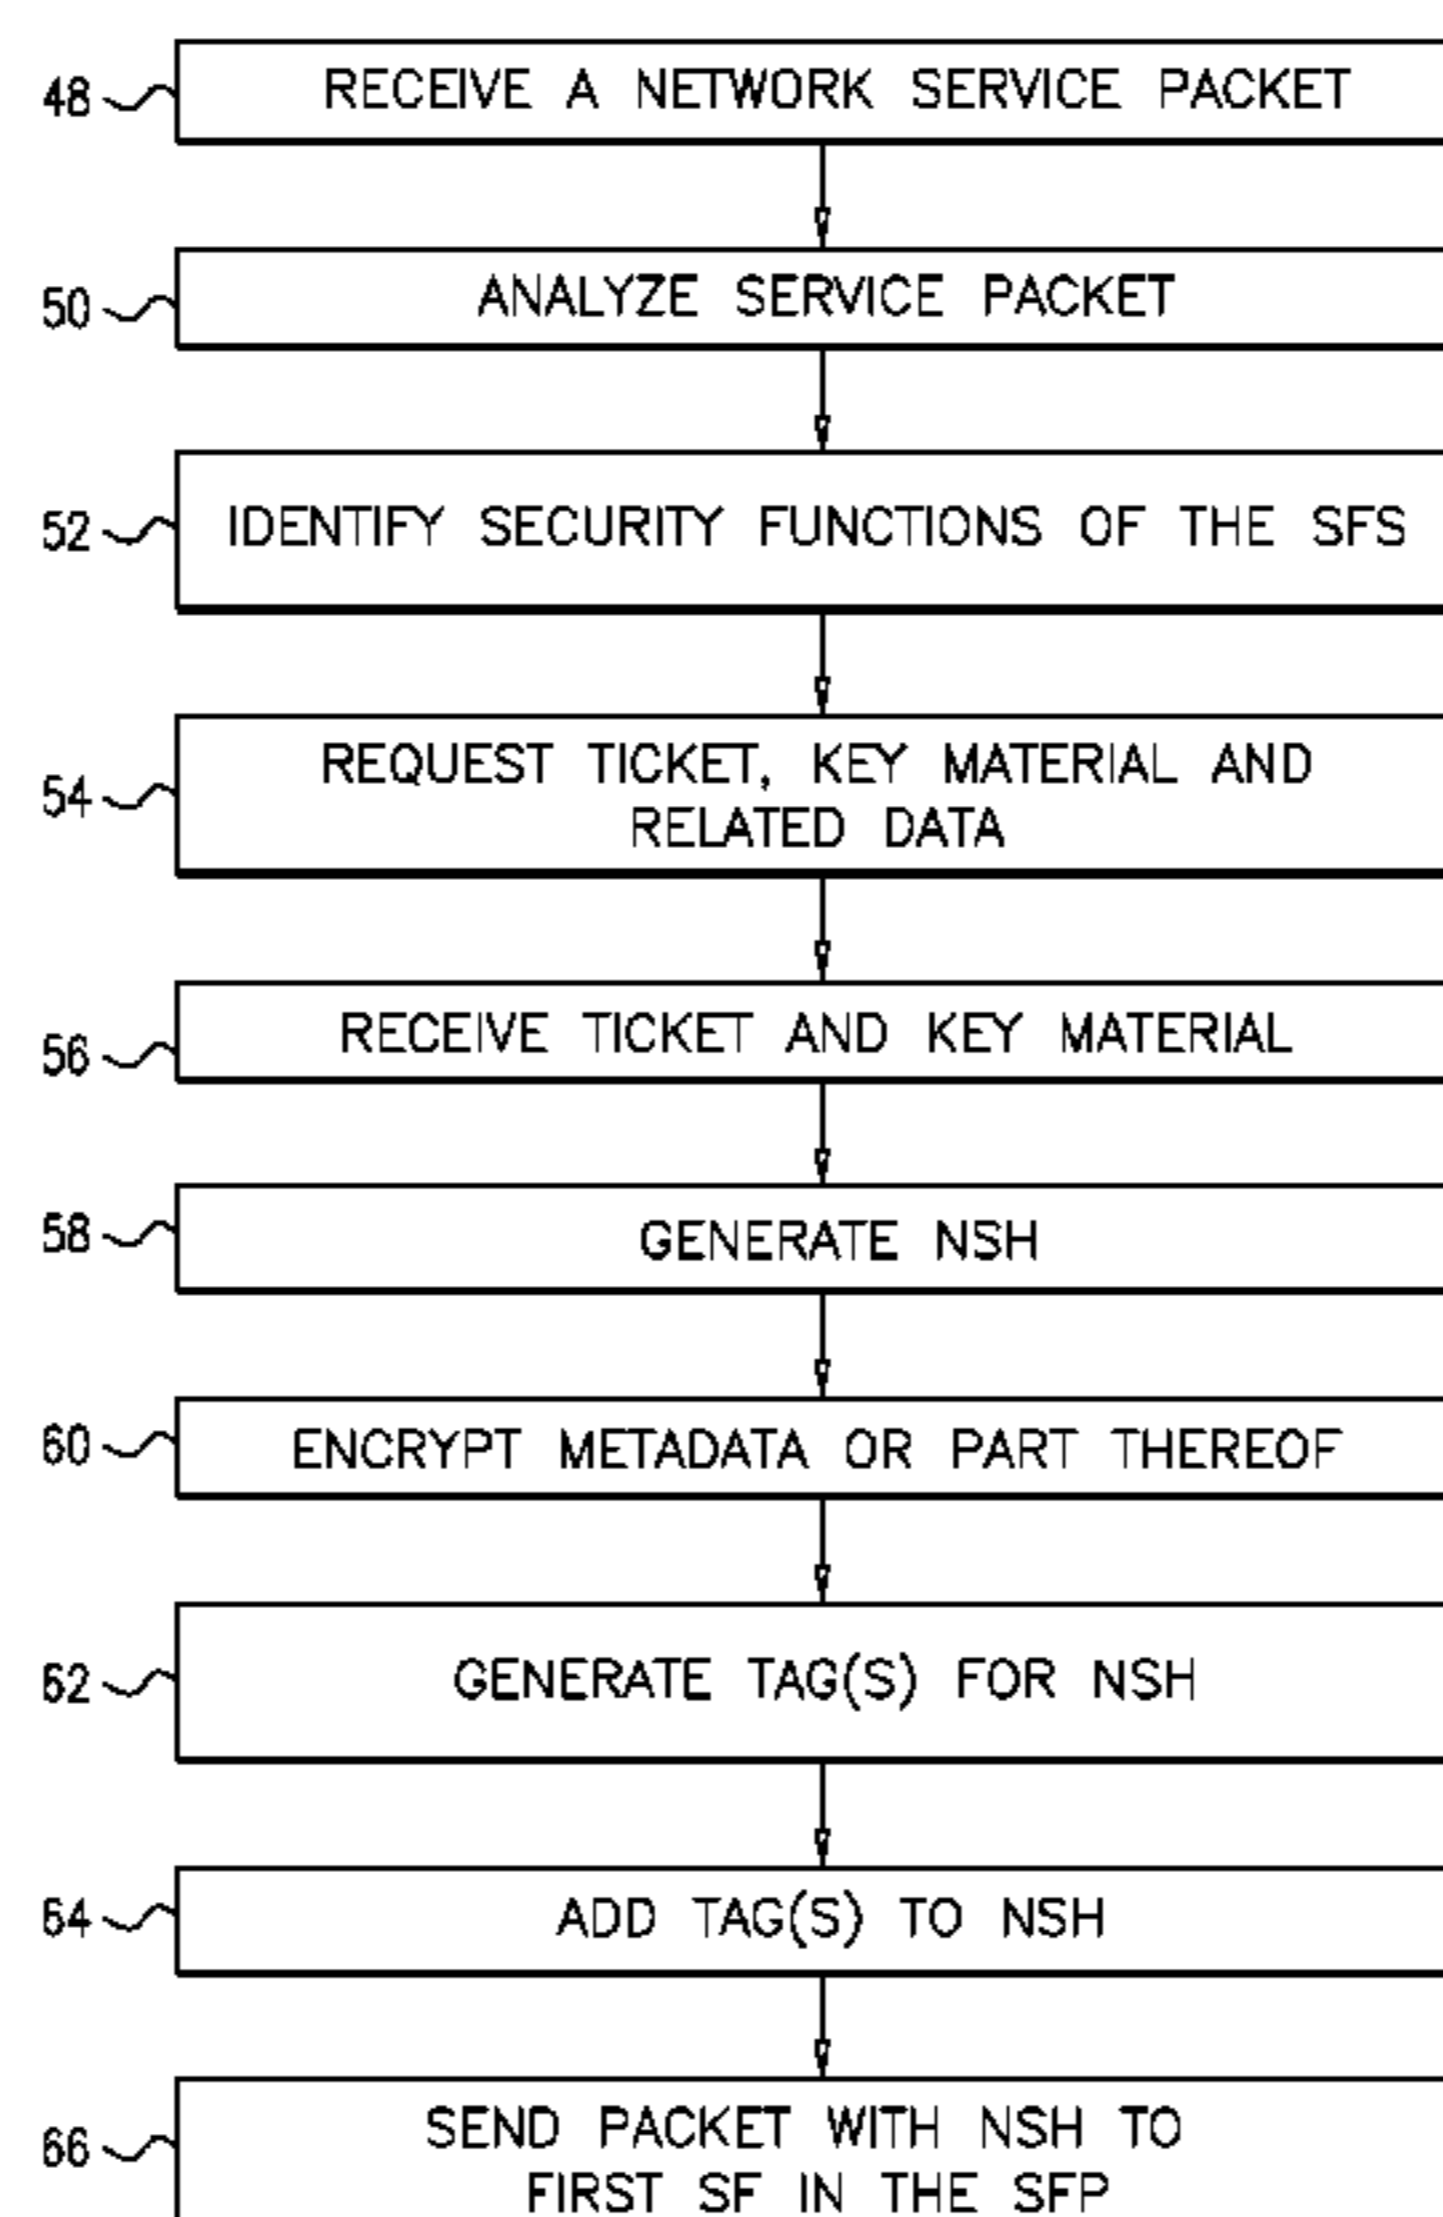 48 RECEIVE A NETWORK SERVICE PACKET
50 ANALYZE SERVICE PACKET
52 IDENTIFY SECURITY FUNCTIONS OF THE SFS
54 REQUEST TICKET, KEY MATERIAL AND
RELATED DATA
56 RECEIVE TICKET AND KEY MATERIAL
58 GENERATE NSH
60 ENCRYPT METADATA OR PART THEREOF
62 GENERATE TAG(S) FOR NSH
64 ADD TAG(S) TO NSH
66 SEND PACKET WITH NSH TO
FIRST SF IN THE SFP